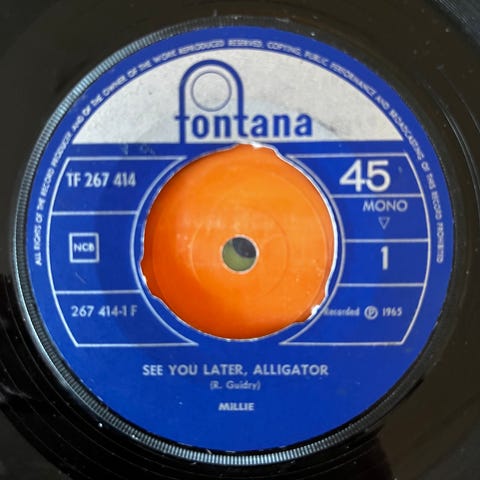 ALL RIGHTS OF THE RECORD PRODUCER AND OF THE OWNER OF THE WORK REPRODUCED RESERVED. COPYING, PUBLIC PERFORMANCE AND BROADCASTING OF THIS RECORD PROHIBITED
fontana
TF 267 414
45
MONO
NCB
1
267 414-1 F
Recorded ℗ 1965
SEE YOU LATER, ALLIGATOR
(R. Guidry)
MILLIE